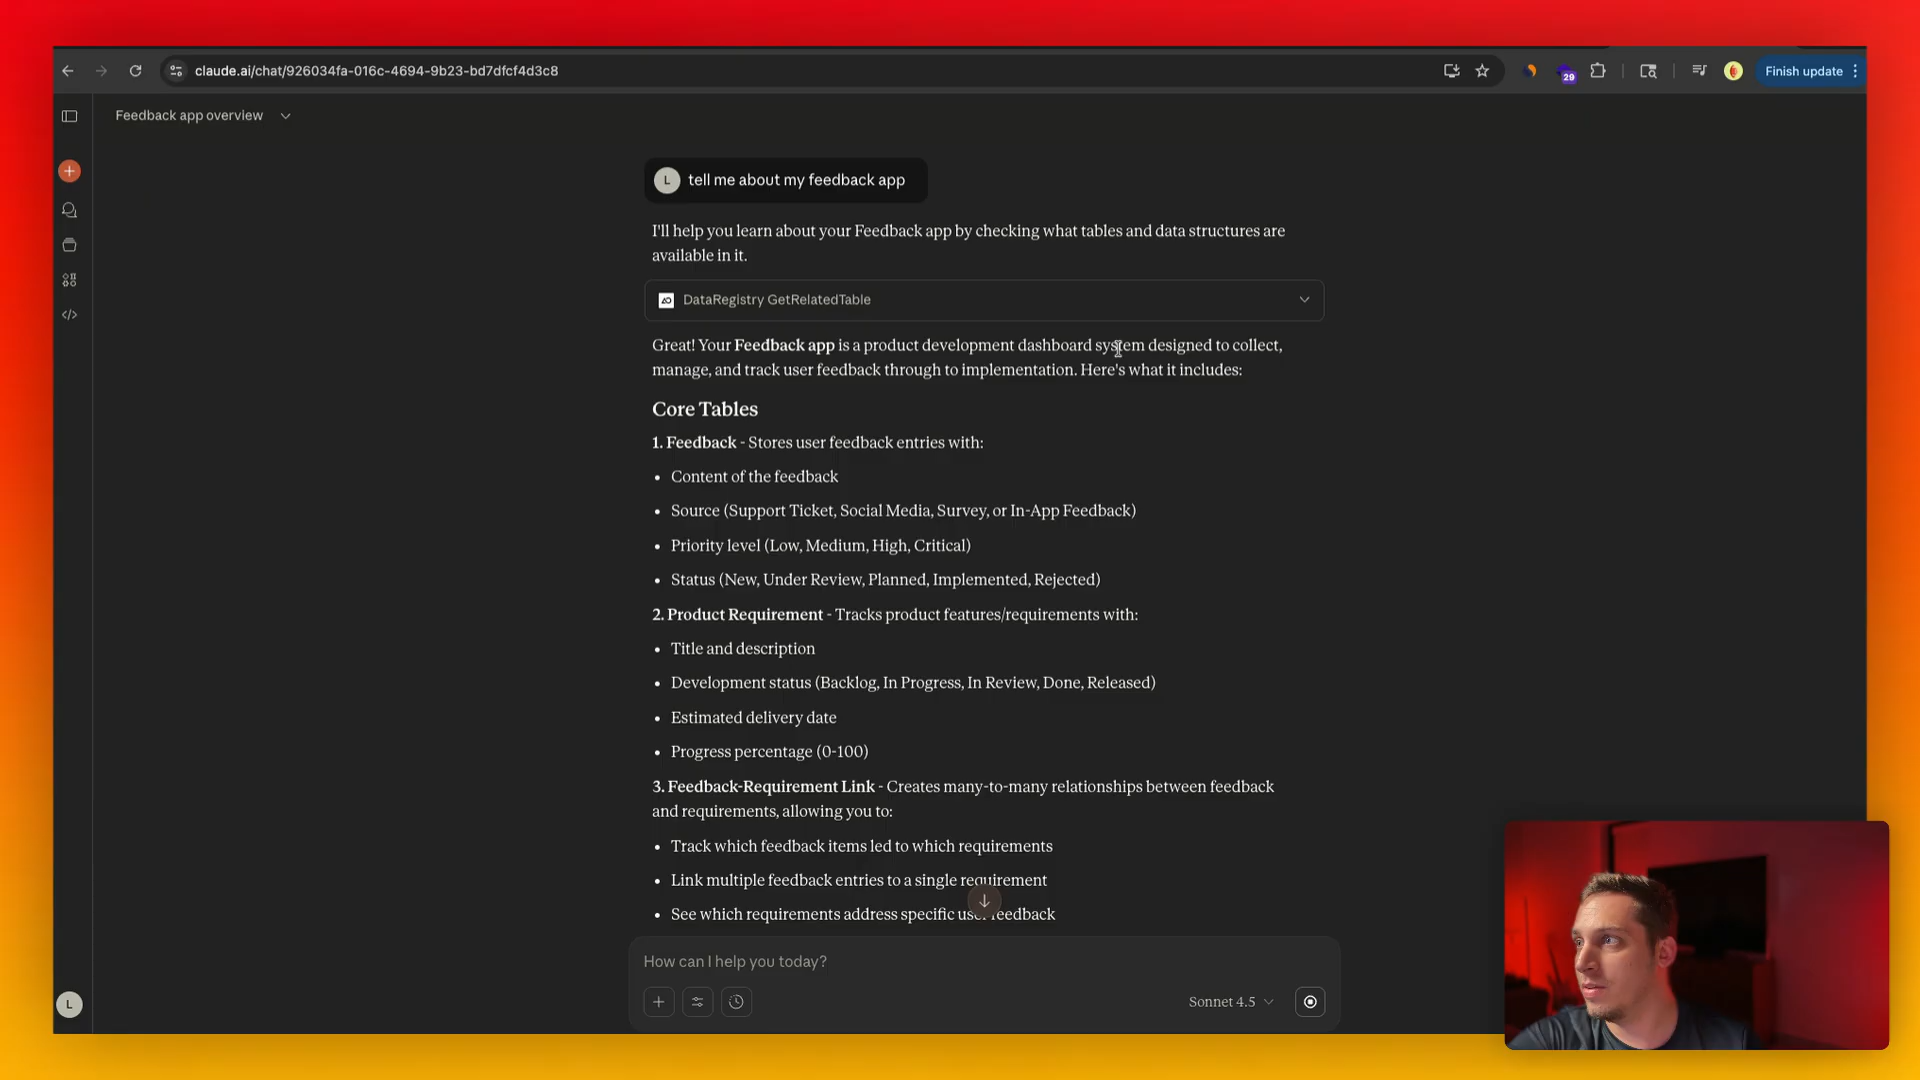 claude.ai/chat/926034fa-016c-4694-9b23-bd7dfcf4d3c8
29
Finish update
Feedback app overview
L tell me about my feedback app
I'll help you learn about your Feedback app by checking what tables and data structures are
available in it.
DataRegistry GetRelatedTable
Great! Your Feedback app is a product development dashboard system designed to collect,
manage, and track user feedback through to implementation. Here's what it includes:
Core Tables
1. Feedback - Stores user feedback entries with:
• Content of the feedback
• Source (Support Ticket, Social Media, Survey, or In-App Feedback)
• Priority level (Low, Medium, High, Critical)
• Status (New, Under Review, Planned, Implemented, Rejected)
2. Product Requirement - Tracks product features/requirements with:
• Title and description
• Development status (Backlog, In Progress, In Review, Done, Released)
• Estimated delivery date
• Progress percentage (0-100)
3. Feedback-Requirement Link - Creates many-to-many relationships between feedback
and requirements, allowing you to:
• Track which feedback items led to which requirements
• Link multiple feedback entries to a single requirement
• See which requirements address specific user feedback
How can I help you today?
Sonnet 4.5
L